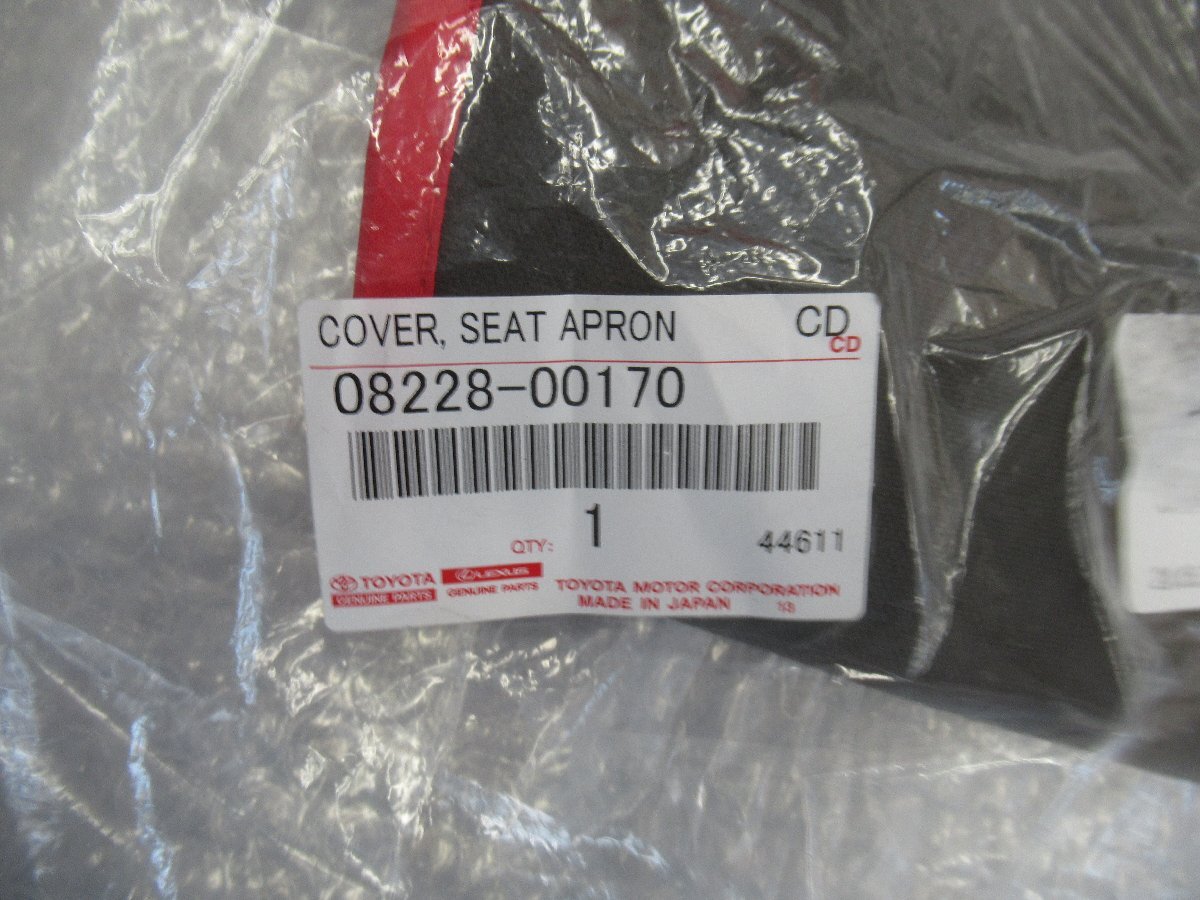 COVER, SEAT APRON CD
CD
08228-00170
QTY: 1 44611
TOYOTA LEXUS TOYOTA MOTOR CORPORATION
GENUINE PARTS GENUINE PARTS MADE IN JAPAN